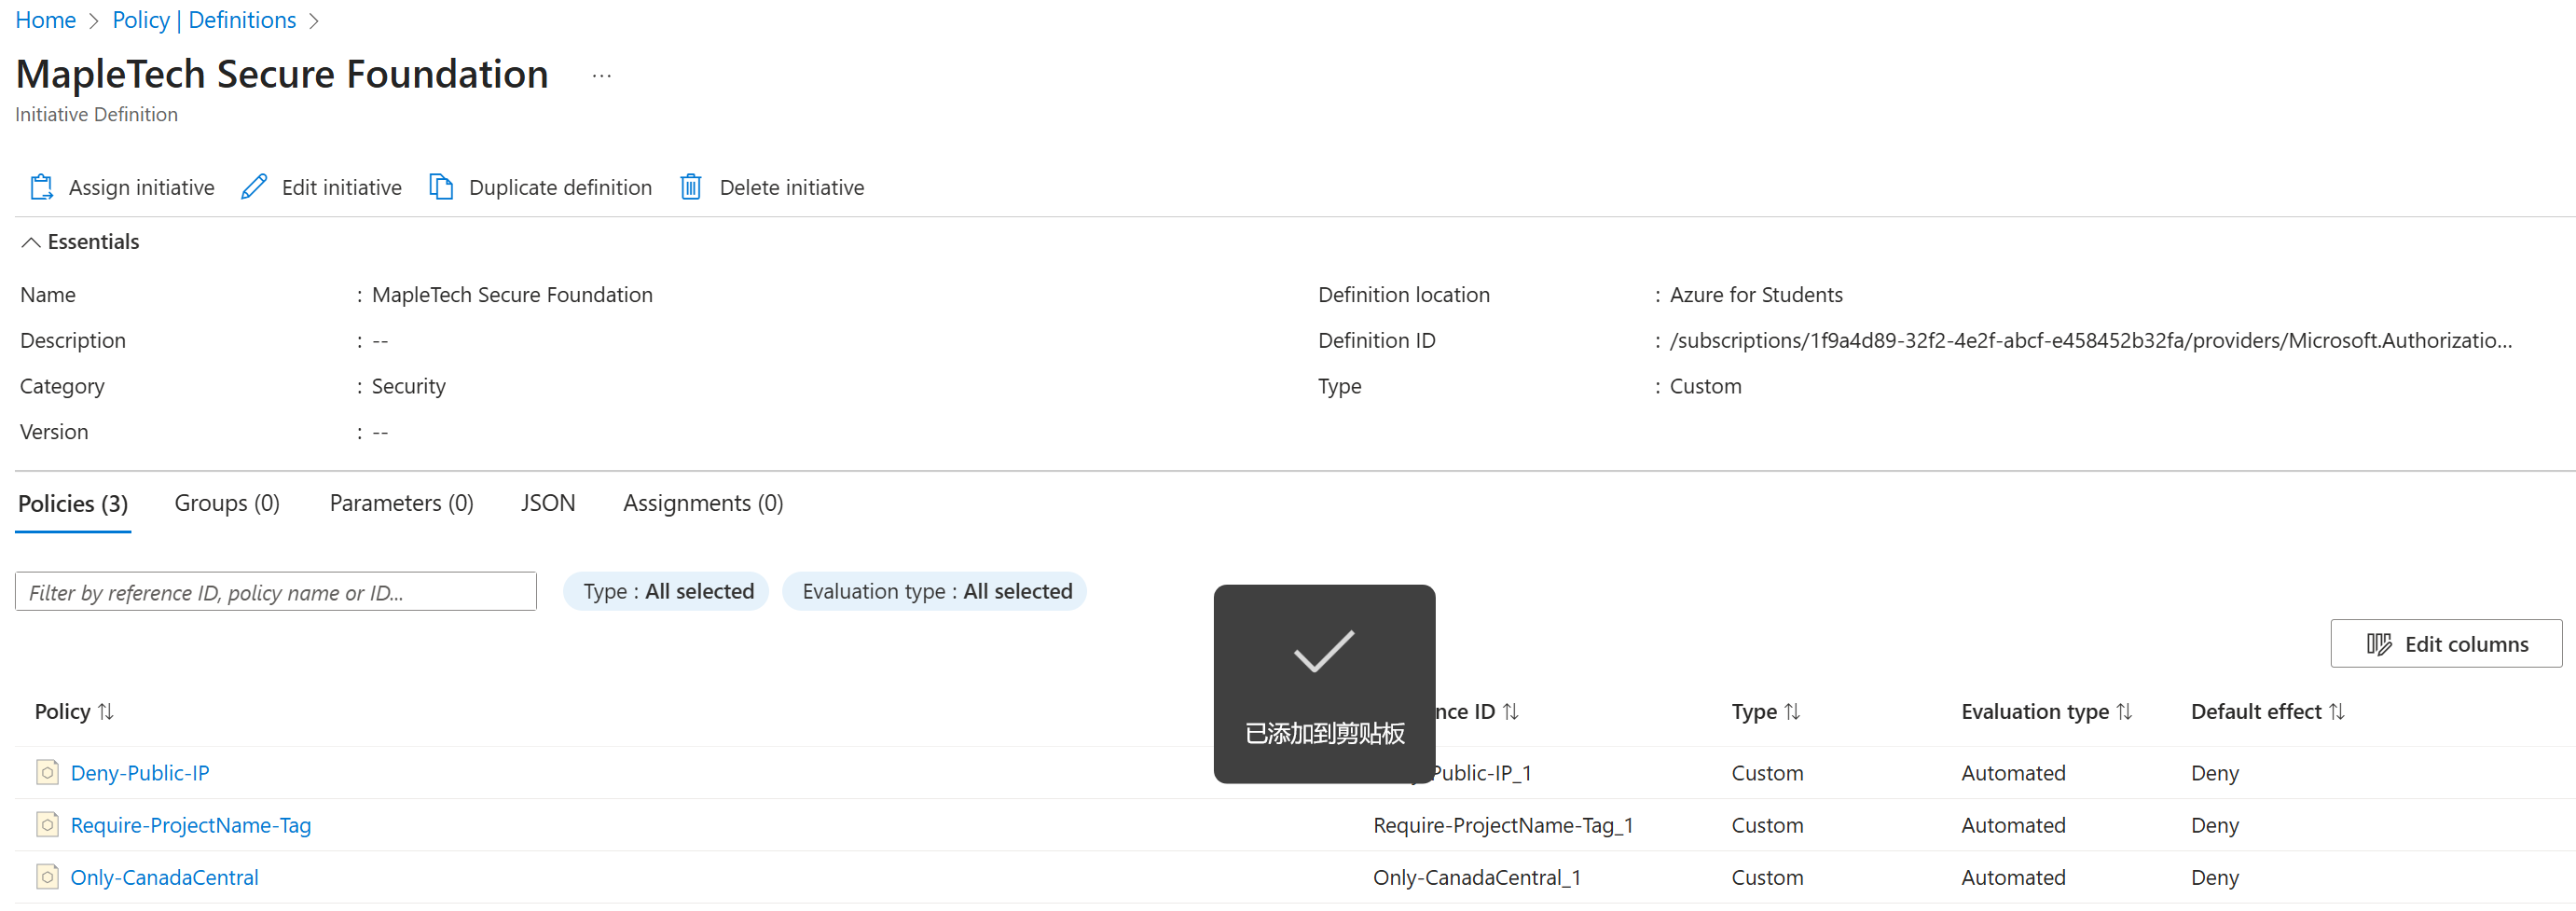 Home > Policy | Definitions >
MapleTech Secure Foundation ...
Initiative Definition
Assign initiative Edit initiative Duplicate definition Delete initiative
Essentials
Name : MapleTech Secure Foundation Definition location : Azure for Students
Description : -- Definition ID : /subscriptions/1f9a4d89-32f2-4e2f-abcf-e458452b32fa/providers/Microsoft.Authorizatio...
Category : Security Type : Custom
Version : --
Policies (3) Groups (0) Parameters (0) JSON Assignments (0)
Filter by reference ID, policy name or ID... Type : All selected Evaluation type : All selected
Edit columns
Policy nce ID Type Evaluation type Default effect
已添加到剪贴板
Deny-Public-IP Public-IP_1 Custom Automated Deny
Require-ProjectName-Tag Require-ProjectName-Tag_1 Custom Automated Deny
Only-CanadaCentral Only-CanadaCentral_1 Custom Automated Deny